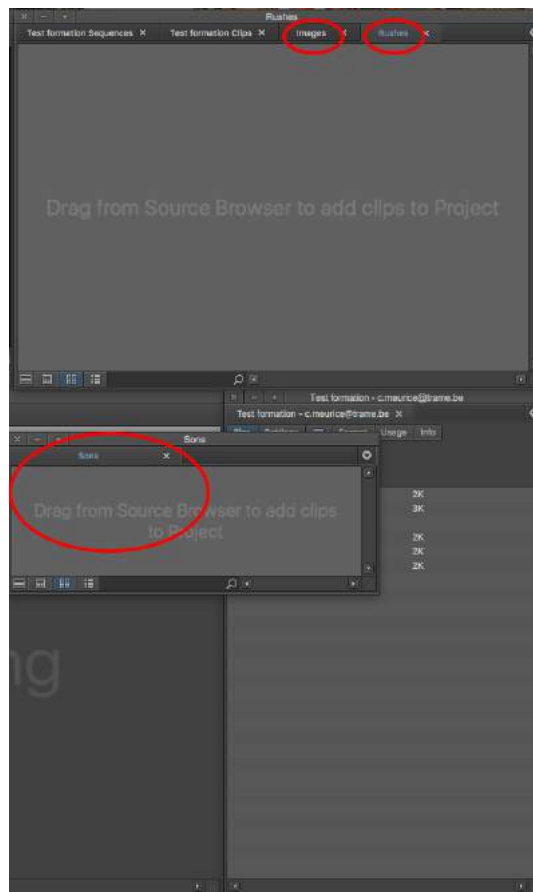 Rushes
Test formation Sequences Test formation Clips Images Rushes
Drag from Source Browser to add clips to Project
Test formation - c.meurice@trame.be
Test formation - c.meurice@trame.be
Sons
Usage Info
Sons
Drag from Source Browser to add clips
to Project
2K
3K
2K
2K
2K
ng